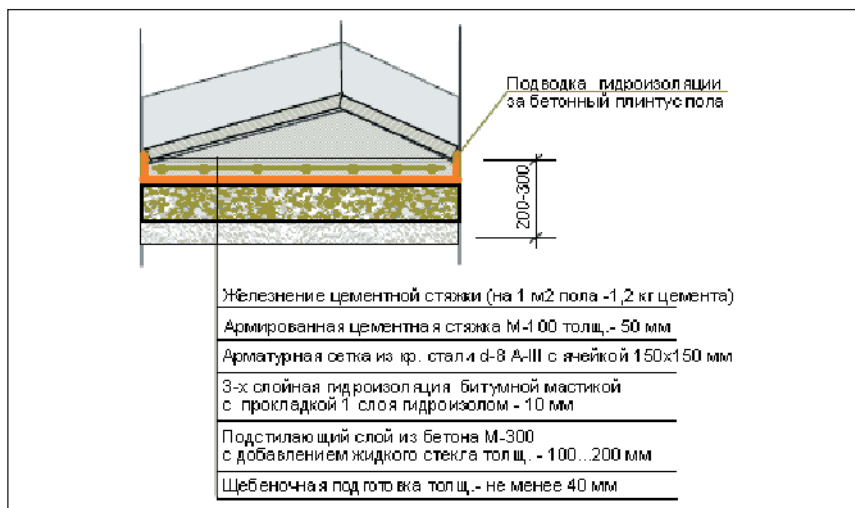 Подводка гидроизоляции
за бетонный плинтус пола
200-300
Железнение цементной стяжки (на 1 м2 пола -1,2 кг цемента)
Армированная цементная стяжка М-100 толщ.- 50 мм
Арматурная сетка из кр. стали d-8 А-III с ячейкой 150х150 мм
3-х слойная гидроизоляция битумной мастикой
с прокладкой 1 слоя гидроизолом - 10 мм
Подстилающий слой из бетона М-300
с добавлением жидкого стекла толщ. - 100...200 мм
Щебеночная подготовка толщ.- не менее 40 мм